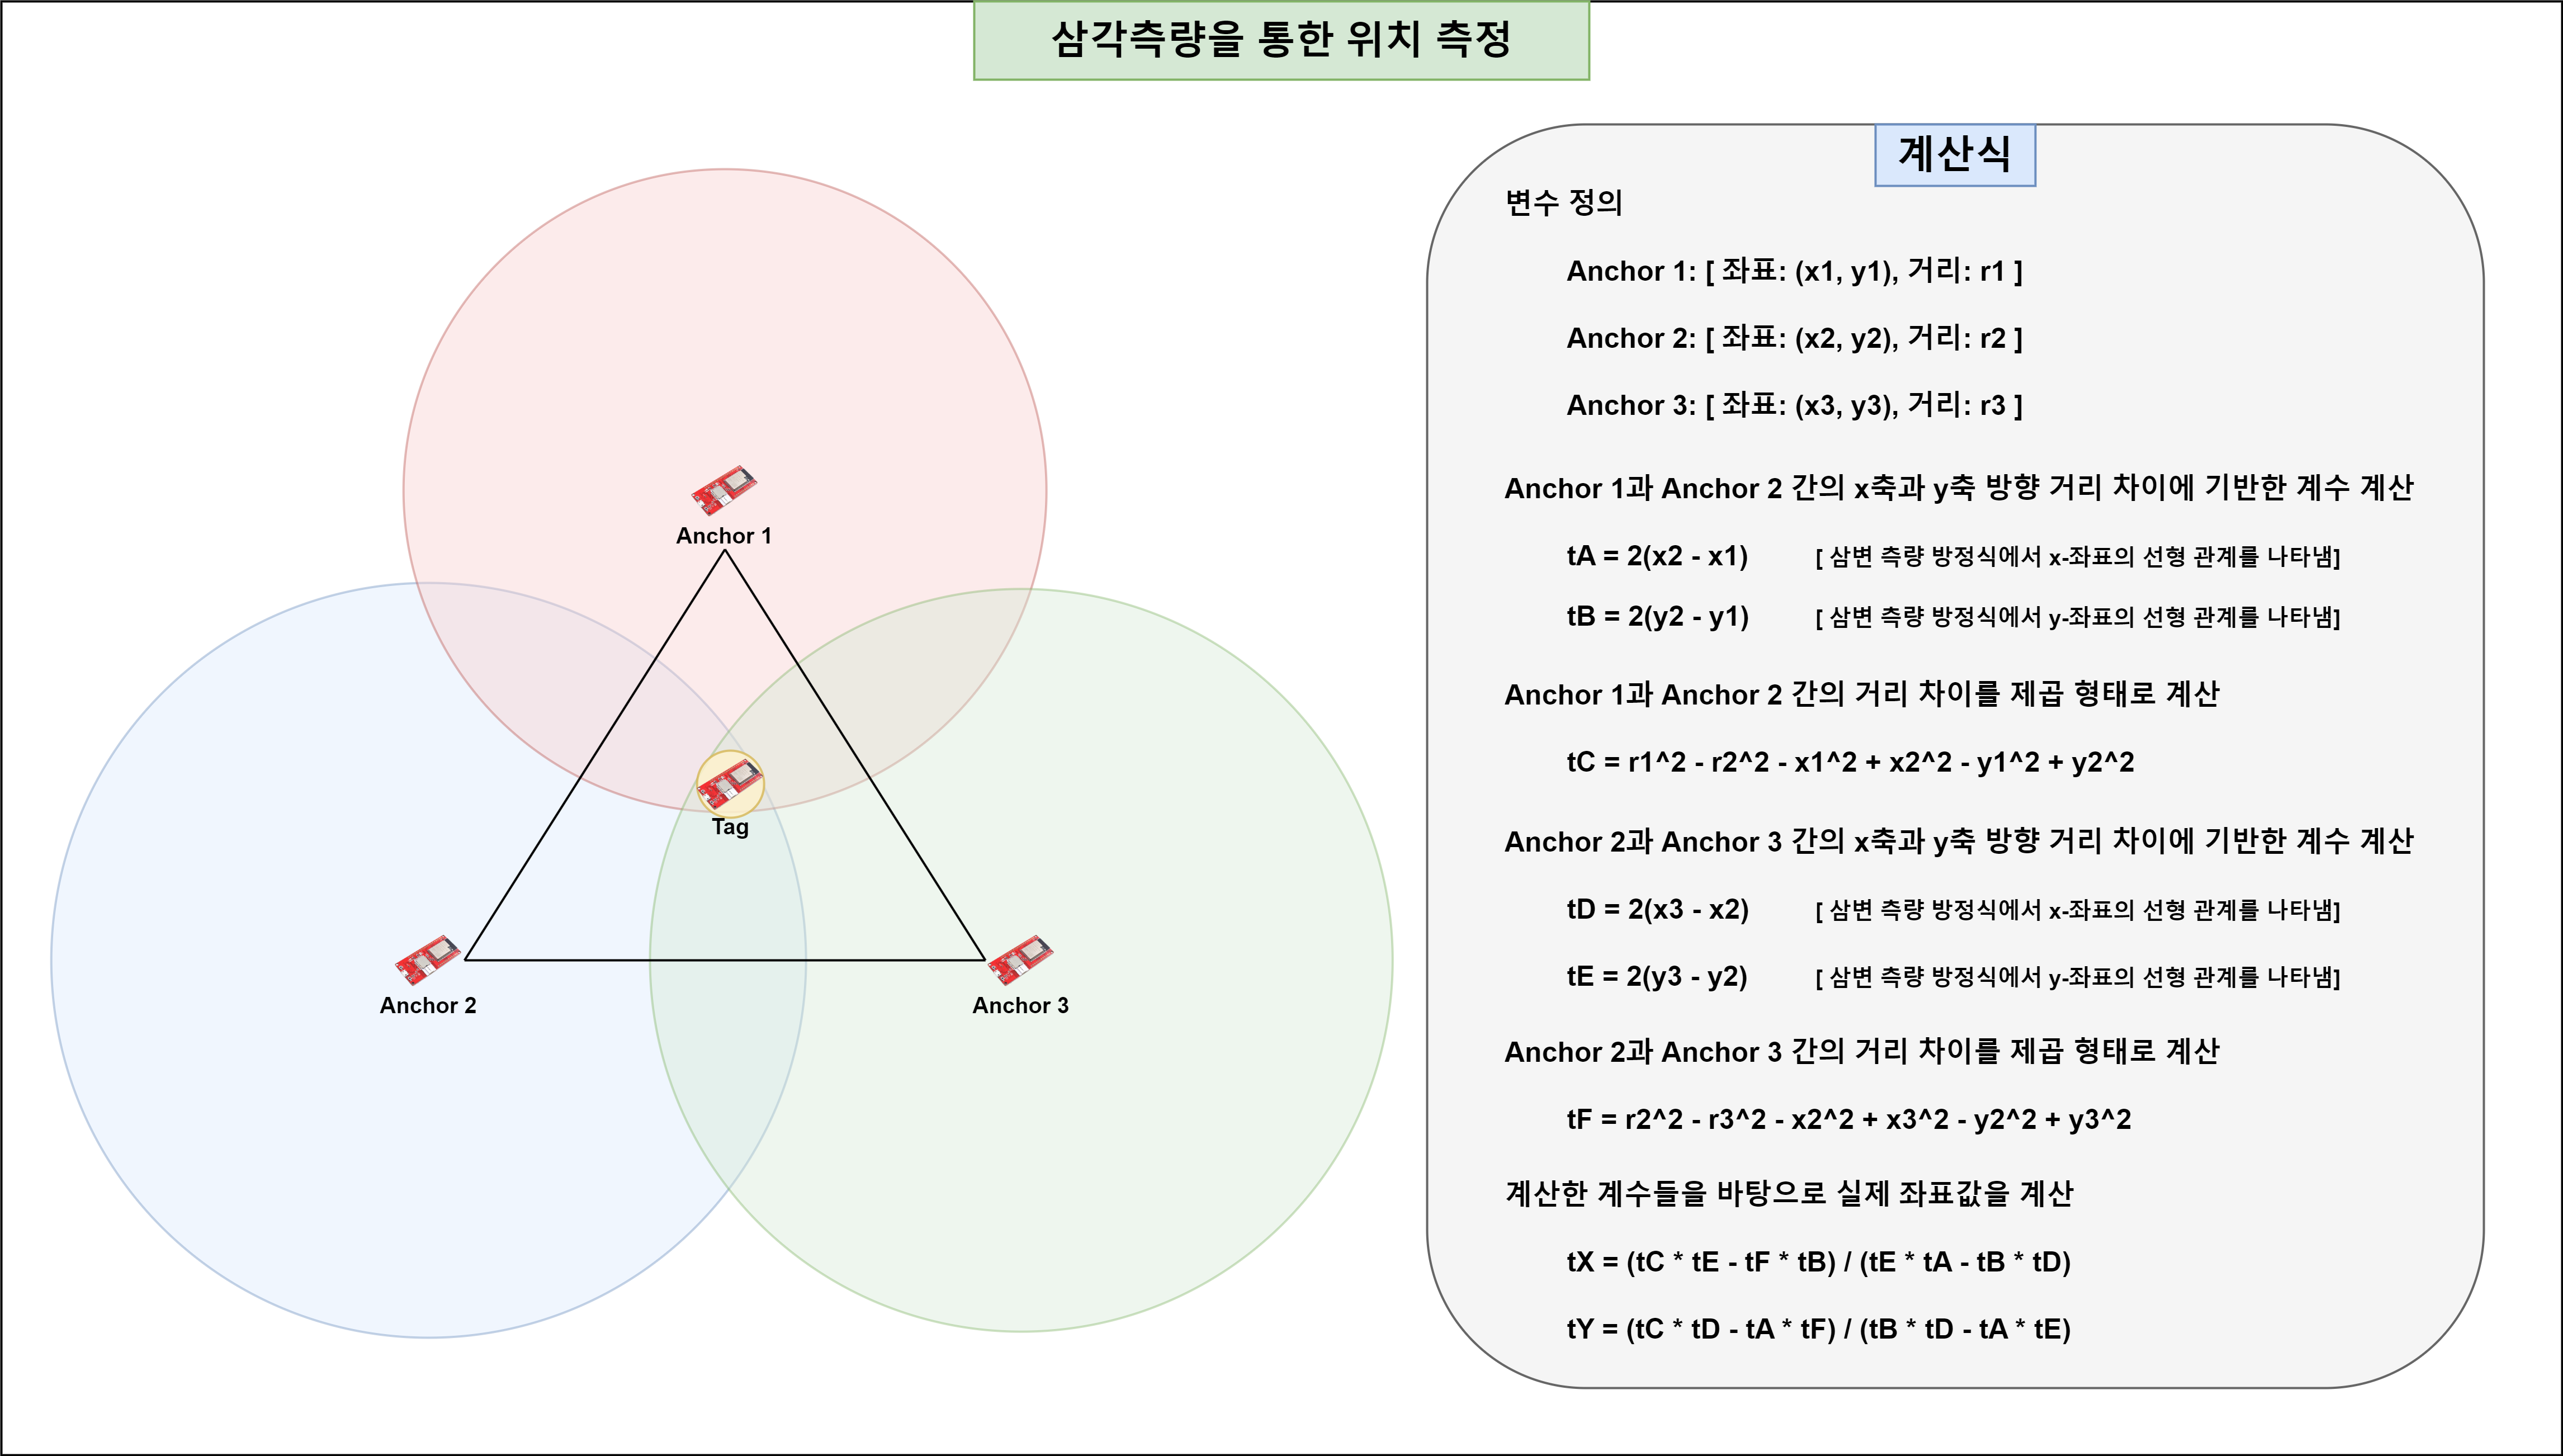 삼각측량을 통한 위치 측정
Anchor 1
Tag
Anchor 2
Anchor 3
계산식
변수 정의
Anchor 1: [ 좌표: (x1, y1), 거리: r1 ]
Anchor 2: [ 좌표: (x2, y2), 거리: r2 ]
Anchor 3: [ 좌표: (x3, y3), 거리: r3 ]
Anchor 1과 Anchor 2 간의 x축과 y축 방향 거리 차이에 기반한 계수 계산
tA = 2(x2 - x1) [ 삼변 측량 방정식에서 x-좌표의 선형 관계를 나타냄]
tB = 2(y2 - y1) [ 삼변 측량 방정식에서 y-좌표의 선형 관계를 나타냄]
Anchor 1과 Anchor 2 간의 거리 차이를 제곱 형태로 계산
tC = r1^2 - r2^2 - x1^2 + x2^2 - y1^2 + y2^2
Anchor 2과 Anchor 3 간의 x축과 y축 방향 거리 차이에 기반한 계수 계산
tD = 2(x3 - x2) [ 삼변 측량 방정식에서 x-좌표의 선형 관계를 나타냄]
tE = 2(y3 - y2) [ 삼변 측량 방정식에서 y-좌표의 선형 관계를 나타냄]
Anchor 2과 Anchor 3 간의 거리 차이를 제곱 형태로 계산
tF = r2^2 - r3^2 - x2^2 + x3^2 - y2^2 + y3^2
계산한 계수들을 바탕으로 실제 좌표값을 계산
tX = (tC * tE - tF * tB) / (tE * tA - tB * tD)
tY = (tC * tD - tA * tF) / (tB * tD - tA * tE)